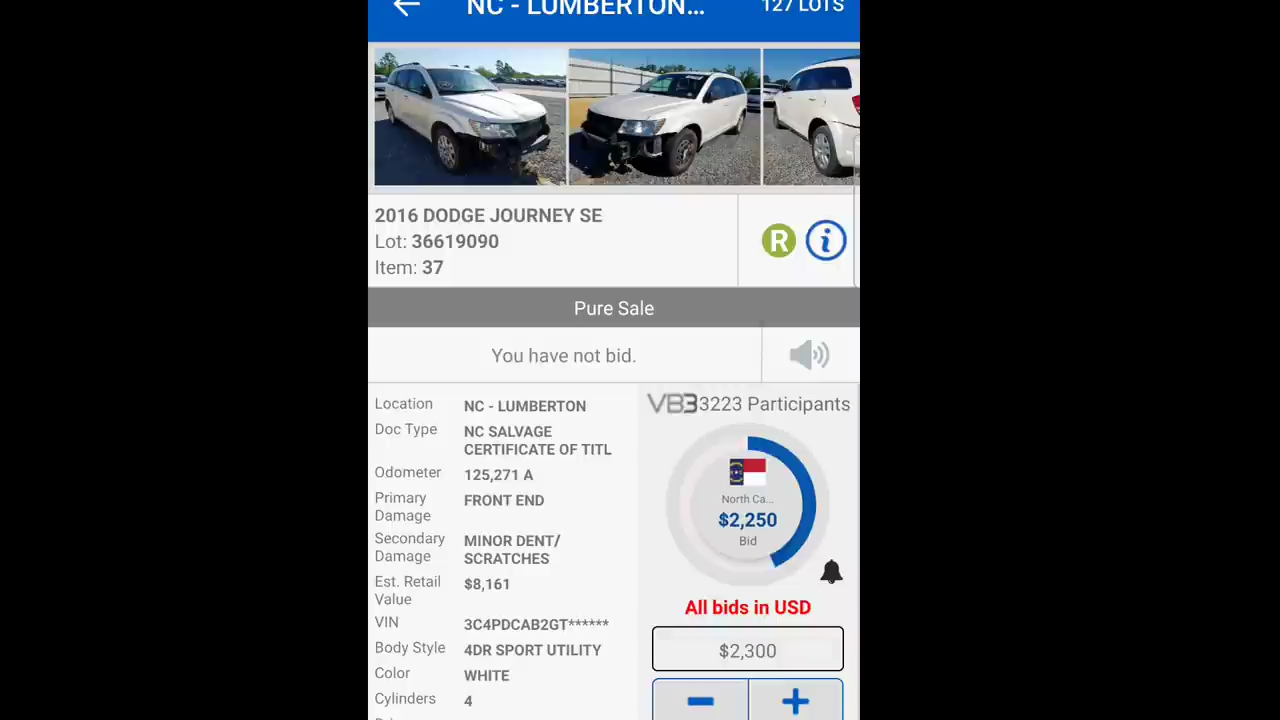 NC - LUMBERTON... 127 LOTS
2016 DODGE JOURNEY SE
Lot: 36619090
Item: 37
R i
Pure Sale
You have not bid.
Location NC - LUMBERTON
Doc Type NC SALVAGE
CERTIFICATE OF TITL
Odometer 125,271 A
Primary
Damage FRONT END
Secondary
Damage MINOR DENT/
SCRATCHES
Est. Retail
Value $8,161
VIN 3C4PDCAB2GT******
Body Style 4DR SPORT UTILITY
Color WHITE
Cylinders 4
VB3 3223 Participants
North Ca...
$2,250
Bid
All bids in USD
$2,300